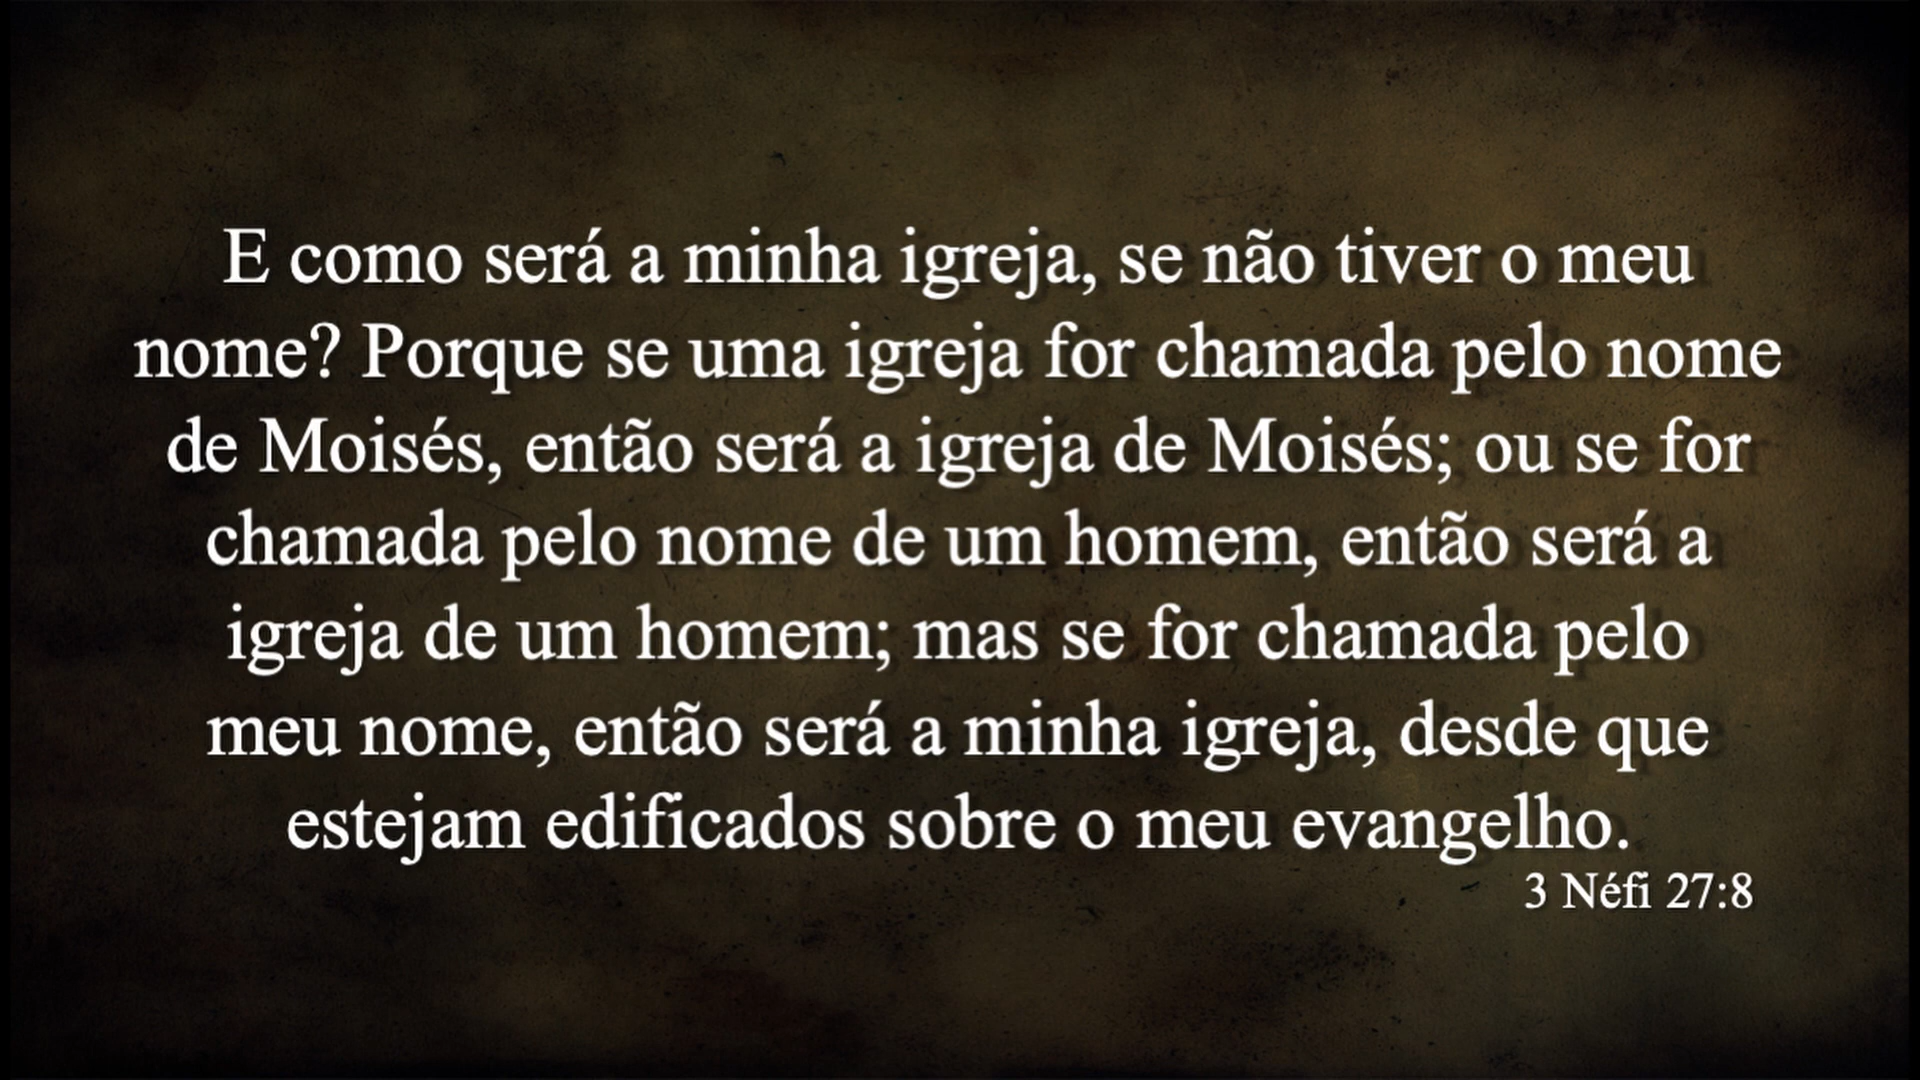 E como será a minha igreja, se não tiver o meu
nome? Porque se uma igreja for chamada pelo nome
de Moisés, então será a igreja de Moisés; ou se for
chamada pelo nome de um homem, então será a
igreja de um homem; mas se for chamada pelo
meu nome, então será a minha igreja, desde que
estejam edificados sobre o meu evangelho.
3 Néfi 27:8